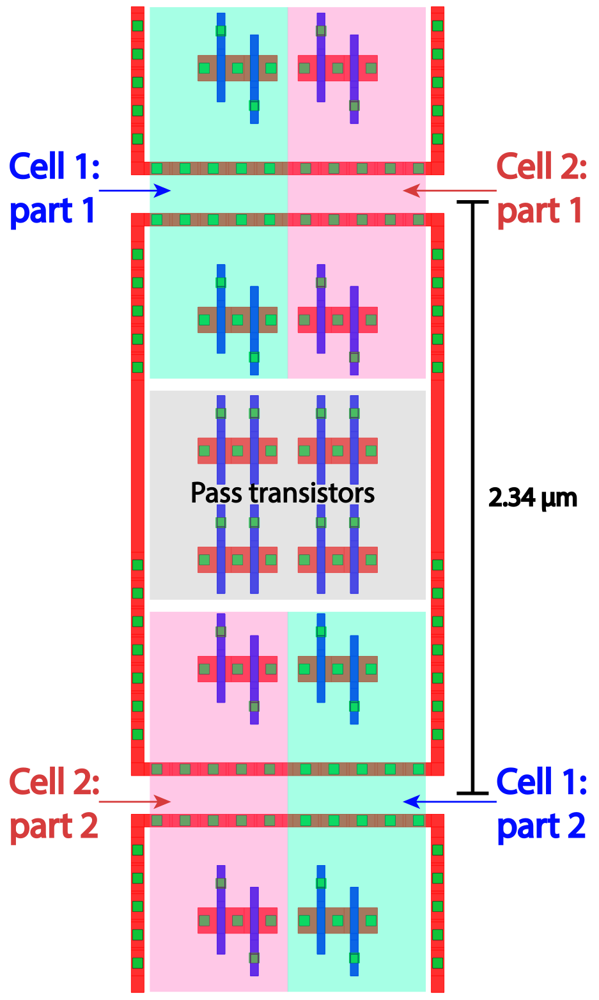 Cell 1:
part 1
Cell 2:
part 1
Pass transistors
2.34 µm
Cell 2:
part 2
Cell 1:
part 2